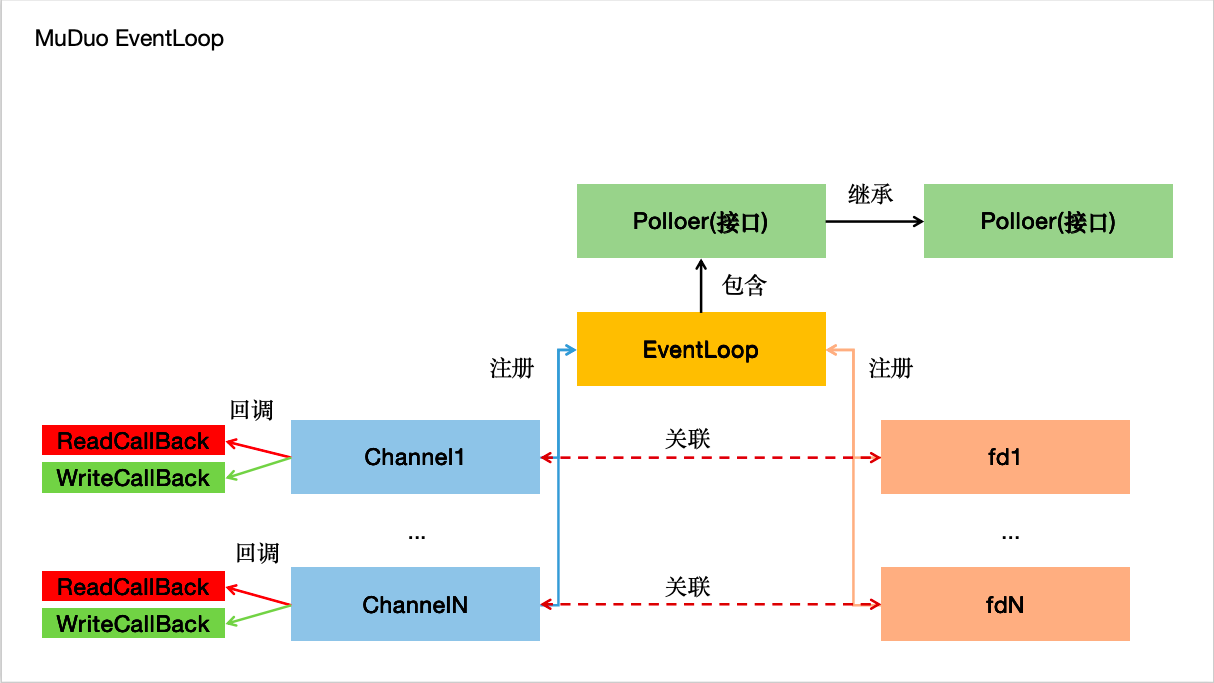 MuDuo EventLoop
继承
Polloer(接口)
Polloer(接口)
包含
EventLoop
注册
注册
回调
ReadCallBack
WriteCallBack
Channel1
关联
fd1
...
...
回调
ReadCallBack
WriteCallBack
ChannelN
关联
fdN